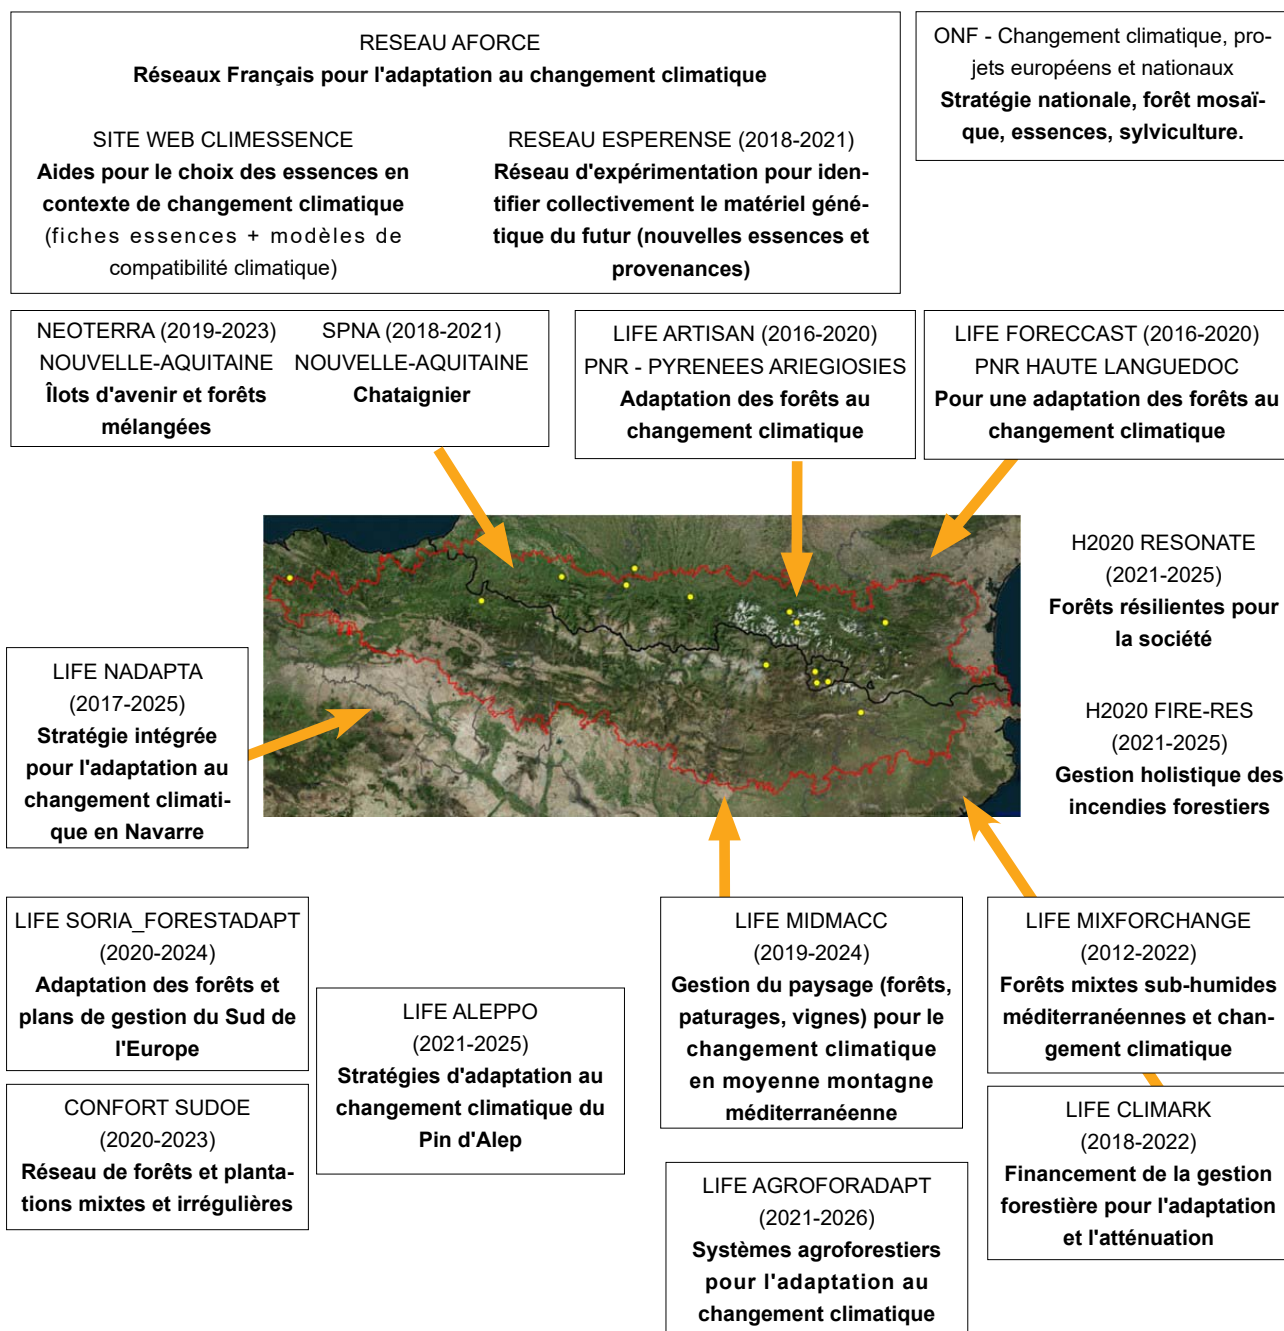 RESEAU AFORCE
Réseaux Français pour l'adaptation au changement climatique
SITE WEB CLIMESSENCE
Aides pour le choix des essences en
contexte de changement climatique
(fiches essences + modèles de
compatibilité climatique)
RESEAU ESPERENSE (2018-2021)
Réseau d'expérimentation pour iden-
tifier collectivement le matériel géné-
tique du futur (nouvelles essences et
provenances)
ONF - Changement climatique, pro-
jets européens et nationaux
Stratégie nationale, forêt mosaï-
que, essences, sylviculture.
NEOTERRA (2019-2023)
NOUVELLE-AQUITAINE
Îlots d'avenir et forêts
mélangées
SPNA (2018-2021)
NOUVELLE-AQUITAINE
Chataignier
LIFE ARTISAN (2016-2020)
PNR - PYRENEES ARIEGIOSIES
Adaptation des forêts au
changement climatique
LIFE FORECCAST (2016-2020)
PNR HAUTE LANGUEDOC
Pour une adaptation des forêts au
changement climatique
H2020 RESONATE
(2021-2025)
Forêts résilientes pour
la société
H2020 FIRE-RES
(2021-2025)
Gestion holistique des
incendies forestiers
LIFE NADAPTA
(2017-2025)
Stratégie intégrée
pour l'adaptation au
changement climati-
que en Navarre
LIFE SORIA_FORESTADAPT
(2020-2024)
Adaptation des forêts et
plans de gestion du Sud de
l'Europe
CONFORT SUDOE
(2020-2023)
Réseau de forêts et planta-
tions mixtes et irrégulières
LIFE ALEPPO
(2021-2025)
Stratégies d'adaptation au
changement climatique du
Pin d'Alep
LIFE MIDMACC
(2019-2024)
Gestion du paysage (forêts,
paturages, vignes) pour le
changement climatique
en moyenne montagne
méditerranéenne
LIFE AGROFORADAPT
(2021-2026)
Systèmes agroforestiers
pour l'adaptation au
changement climatique
LIFE MIXFORCHANGE
(2012-2022)
Forêts mixtes sub-humides
méditerranéennes et chan-
gement climatique
LIFE CLIMARK
(2018-2022)
Financement de la gestion
forestière pour l'adaptation
et l'atténuation